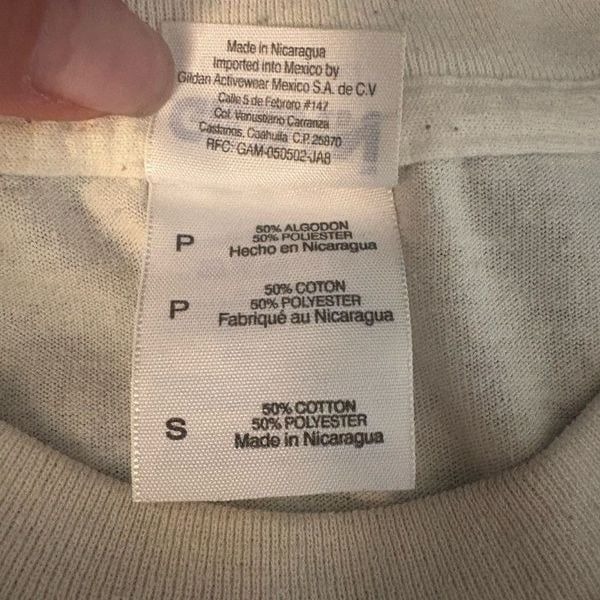 Made in Nicaragua
Imported into Mexico by
Gildan Activewear Mexico S.A. de C.V
Calle 5 de Febrero #147
Col. Venustiano Carranza
Castanos, Coahuila C.P. 25870
RFC: GAM-050502-JA8
P
50% ALGODON
50% POLIESTER
Hecho en Nicaragua
P
50% COTON
50% POLYESTER
Fabriqué au Nicaragua
S
50% COTTON
50% POLYESTER
Made in Nicaragua